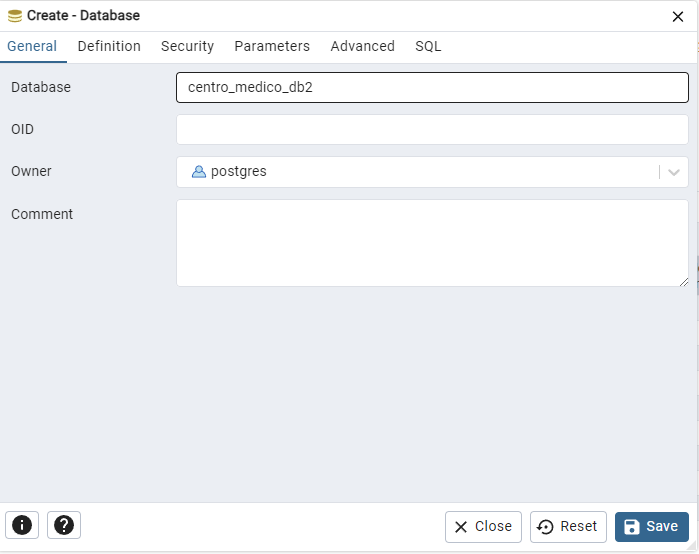 Create - Database
General Definition Security Parameters Advanced SQL
Database centro_medico_db2
OID
Owner postgres
Comment
Close Reset Save